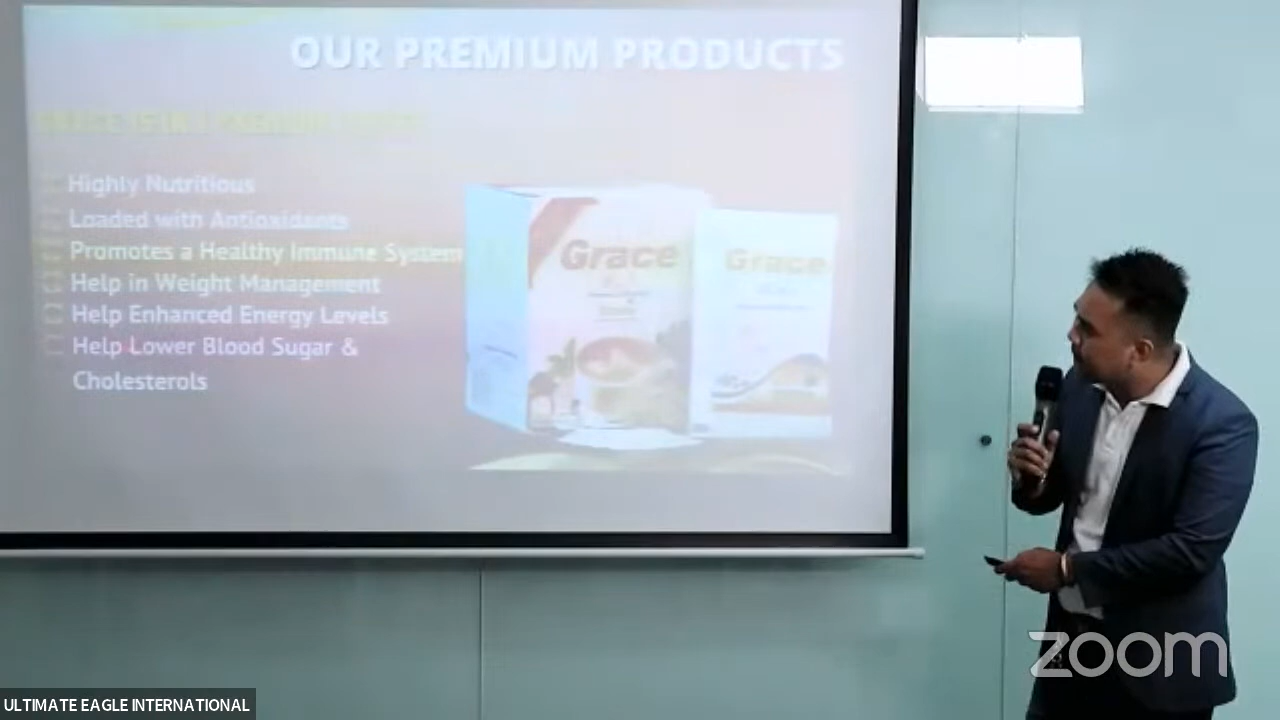 OUR PREMIUM PRODUCTS
Highly Nutritious
Loaded with Antioxidants
Promotes a Healthy Immune System
Help in Weight Management
Help Enhanced Energy Levels
Help Lower Blood Sugar &
Cholesterols
Grace
Grace
zoom
ULTIMATE EAGLE INTERNATIONAL